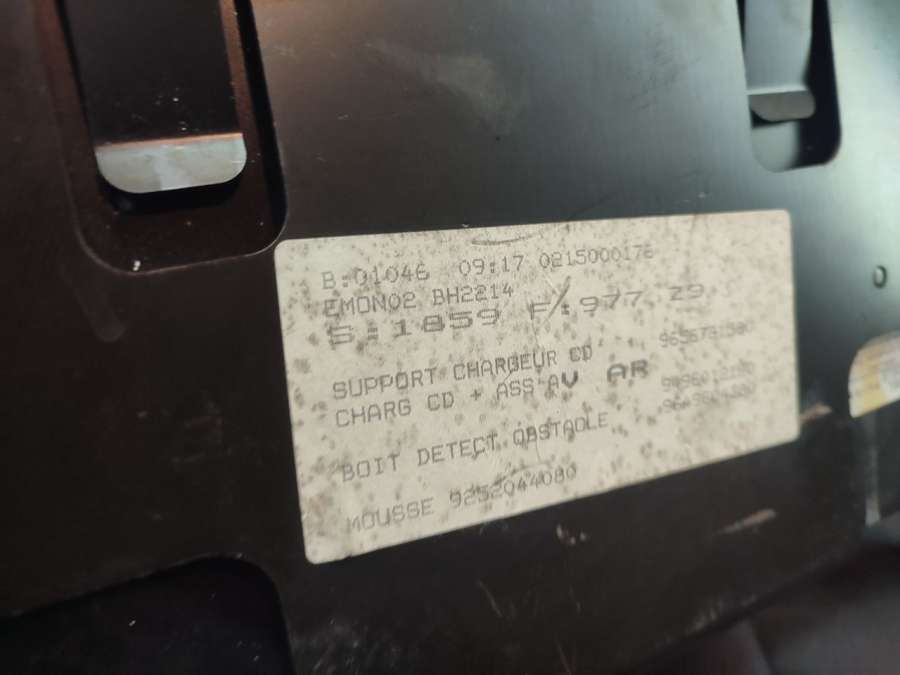 B:01046 09:17 0215000176
EMON02 BH2214
S:1859 F/:977 Z9
SUPPORT CHARGEUR CD
CHARG CD + ASS AV AR
BOIT DETECT OBSTAOLE
MOUSSE 9252044080